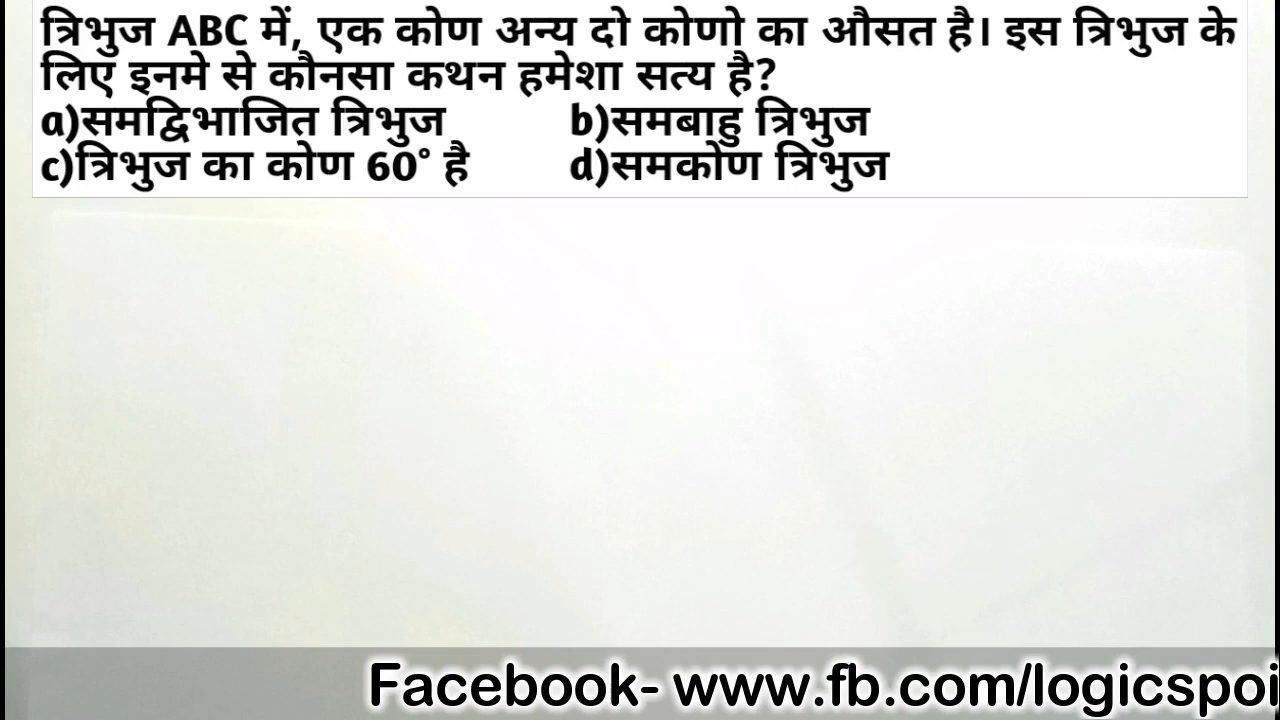 त्रिभुज ABC में, एक कोण अन्य दो कोणो का औसत है। इस त्रिभुज के
लिए इनमे से कौनसा कथन हमेशा सत्य है?
a)समद्विभाजित त्रिभुज b)समबाहु त्रिभुज
c)त्रिभुज का कोण 60° है d)समकोण त्रिभुज
Facebook- www.fb.com/logicspoi